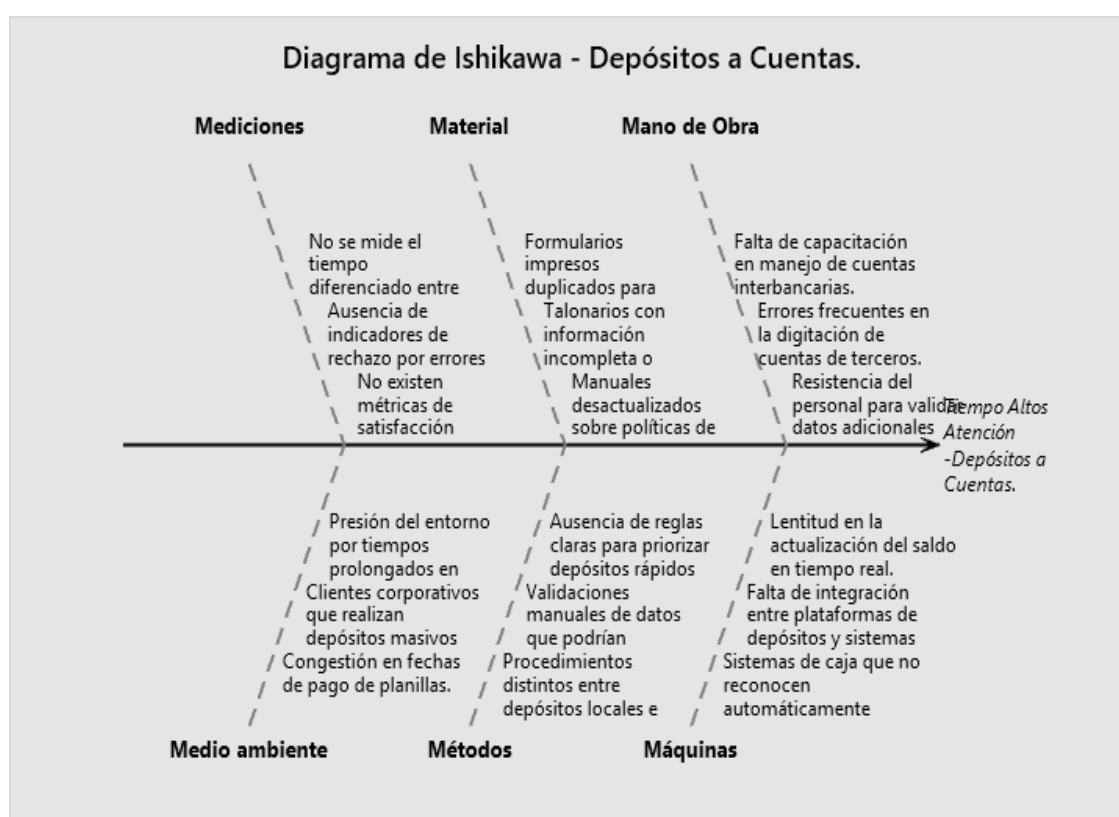 Diagrama de Ishikawa - Depósitos a Cuentas.
Mediciones
Material
Mano de Obra
No se mide el
tiempo
diferenciado entre
Ausencia de
indicadores de
rechazo por errores
No existen
métricas de
satisfacción
Formularios
impresos
duplicados para
Talonarios con
información
incompleta o
Manuales
desactualizados
sobre políticas de
Falta de capacitación
en manejo de cuentas
interbancarias.
Errores frecuentes en
la digitación de
cuentas de terceros.
Resistencia del
personal para validar
datos adicionales
Tiempo Altos
Atención
-Depósitos a
Cuentas.
Presión del entorno
por tiempos
prolongados en
Clientes corporativos
que realizan
depósitos masivos
Congestión en fechas
de pago de planillas.
Ausencia de reglas
claras para priorizar
depósitos rápidos
Validaciones
manuales de datos
que podrían
Procedimientos
distintos entre
depósitos locales e
Lentitud en la
actualización del saldo
en tiempo real.
Falta de integración
entre plataformas de
depósitos y sistemas
Sistemas de caja que no
reconocen
automáticamente
Medio ambiente
Métodos
Máquinas